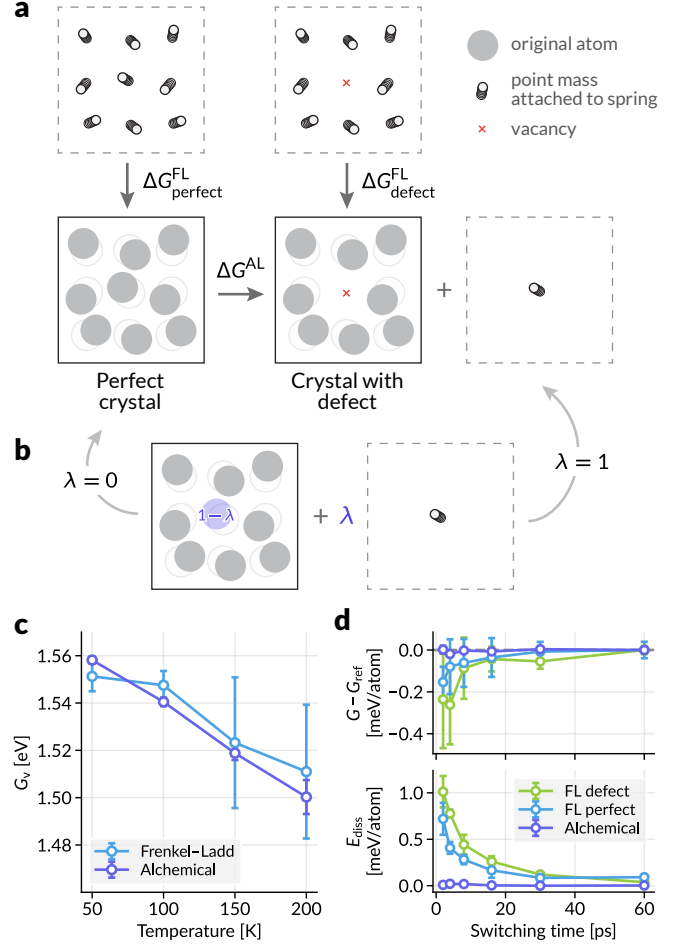 a
original atom
point mass
attached to spring
× vacancy
ΔG^FL_perfect
ΔG^FL_defect
ΔG^AL
+
Perfect
crystal
Crystal with
defect
b
λ = 0
λ = 1
1−λ
+ λ
c
G_v [eV]
1.56
1.54
1.52
1.50
1.48
Frenkel–Ladd
Alchemical
50
100
150
200
Temperature [K]
d
G − G_ref
[meV/atom]
0.0
−0.2
−0.4
E_diss
[meV/atom]
1.0
0.5
0.0
FL defect
FL perfect
Alchemical
0
20
40
60
Switching time [ps]